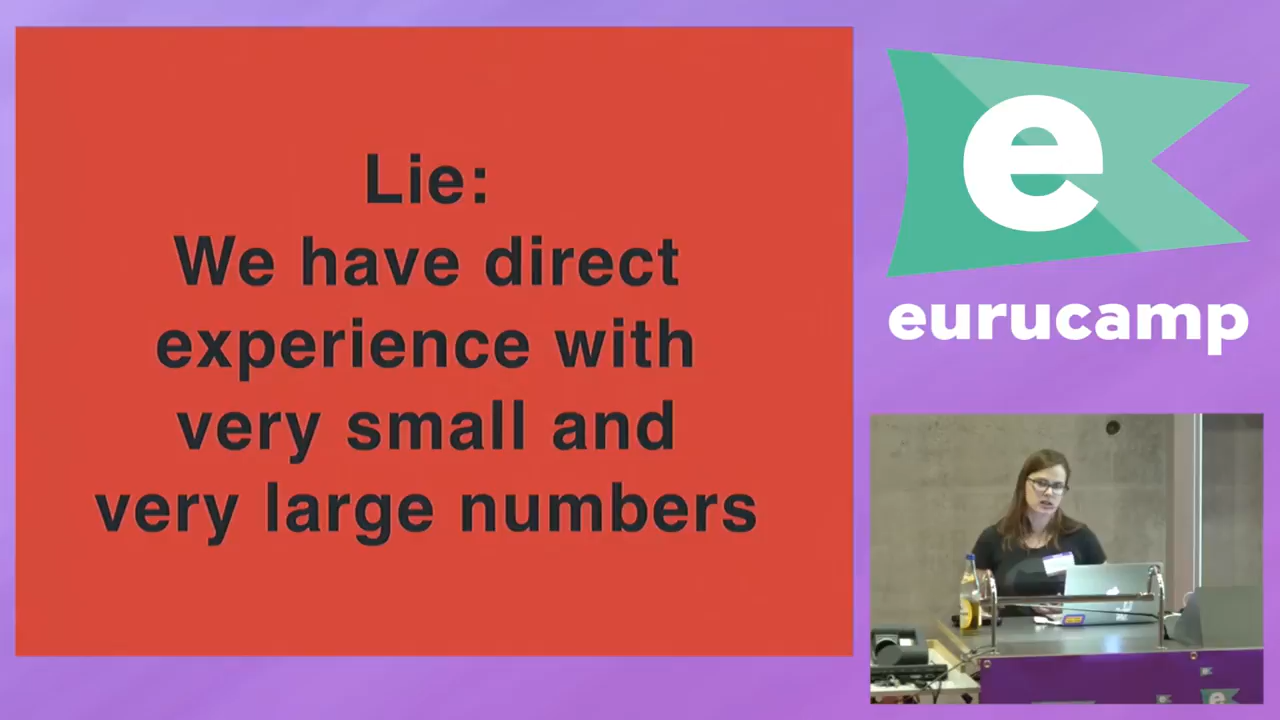 Lie:
We have direct
experience with
very small and
very large numbers
e
eurucamp
e